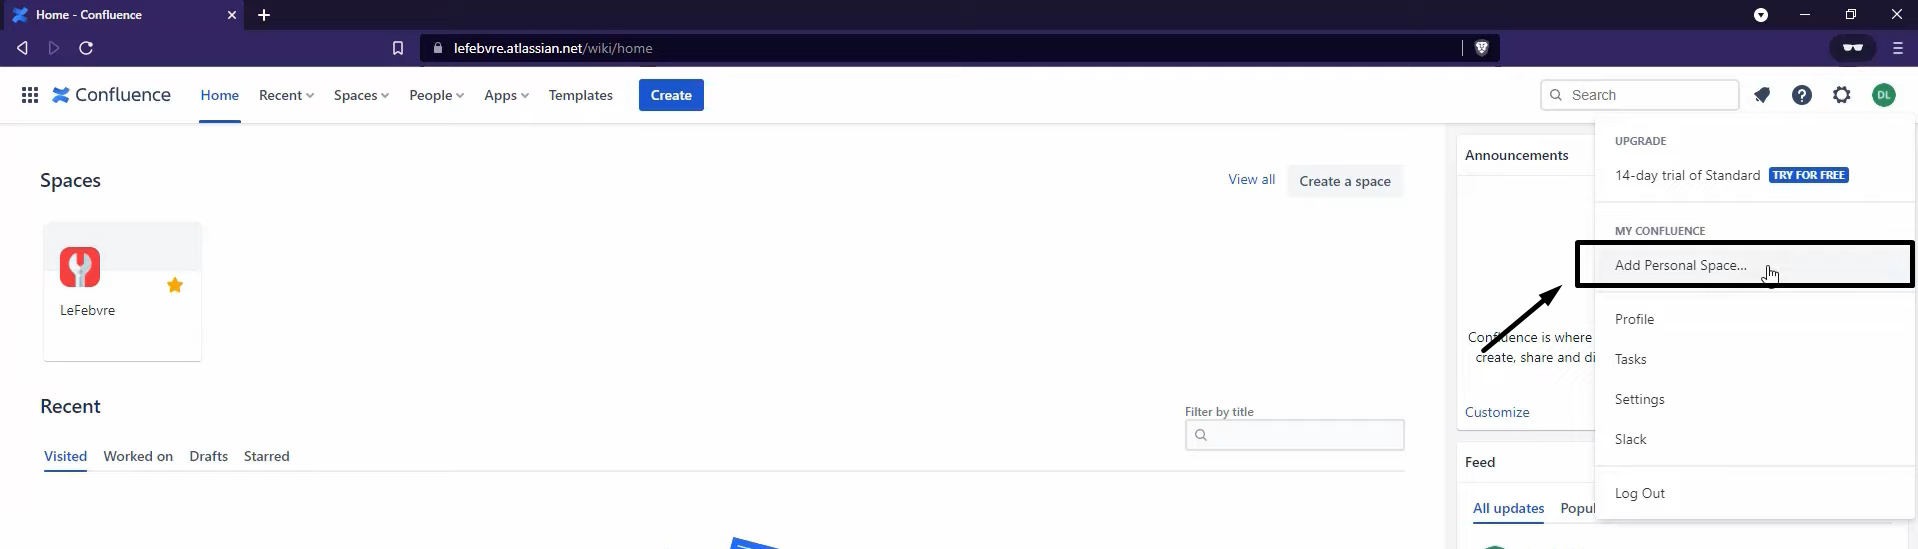 Home - Confluence
lefebvre.atlassian.net/wiki/home
Confluence Home Recent Spaces People Apps Templates Create Search DL
Spaces
View all Create a space
LeFebvre
Recent
Filter by title
Visited Worked on Drafts Starred
Announcements
Confluence is where
create, share and di
Customize
Feed
All updates Popul
UPGRADE
14-day trial of Standard TRY FOR FREE
MY CONFLUENCE
Add Personal Space...
Profile
Tasks
Settings
Slack
Log Out